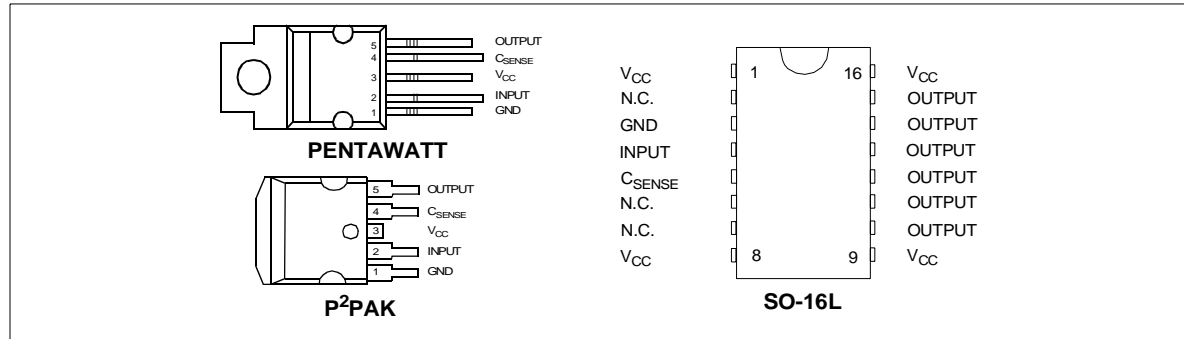 5 OUTPUT
4 CSENSE
3 VCC
2 INPUT
1 GND
PENTAWATT
5 OUTPUT
4 CSENSE
3 VCC
2 INPUT
1 GND
P2PAK
VCC 1 16 VCC
N.C. OUTPUT
GND OUTPUT
INPUT OUTPUT
CSENSE OUTPUT
N.C. OUTPUT
N.C. OUTPUT
VCC 8 9 VCC
SO-16L